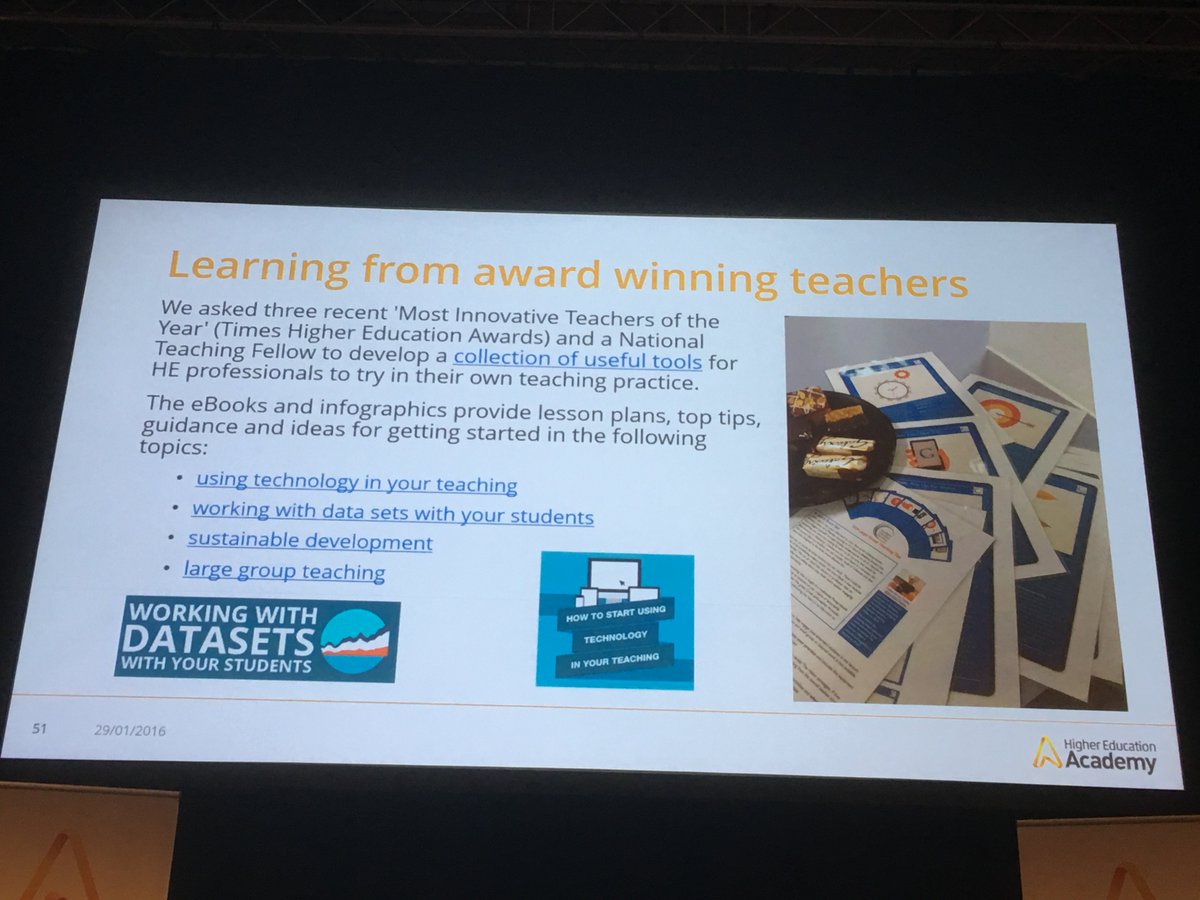 Learning from award winning teachers
We asked three recent 'Most Innovative Teachers of the
Year' (Times Higher Education Awards) and a National
Teaching Fellow to develop a collection of useful tools for
HE professionals to try in their own teaching practice.
The eBooks and infographics provide lesson plans, top tips,
guidance and ideas for getting started in the following
topics:
• using technology in your teaching
• working with data sets with your students
• sustainable development
• large group teaching
WORKING WITH
DATASETS
WITH YOUR STUDENTS
HOW TO START USING
TECHNOLOGY
IN YOUR TEACHING
51
29/01/2016
Higher Education
Academy